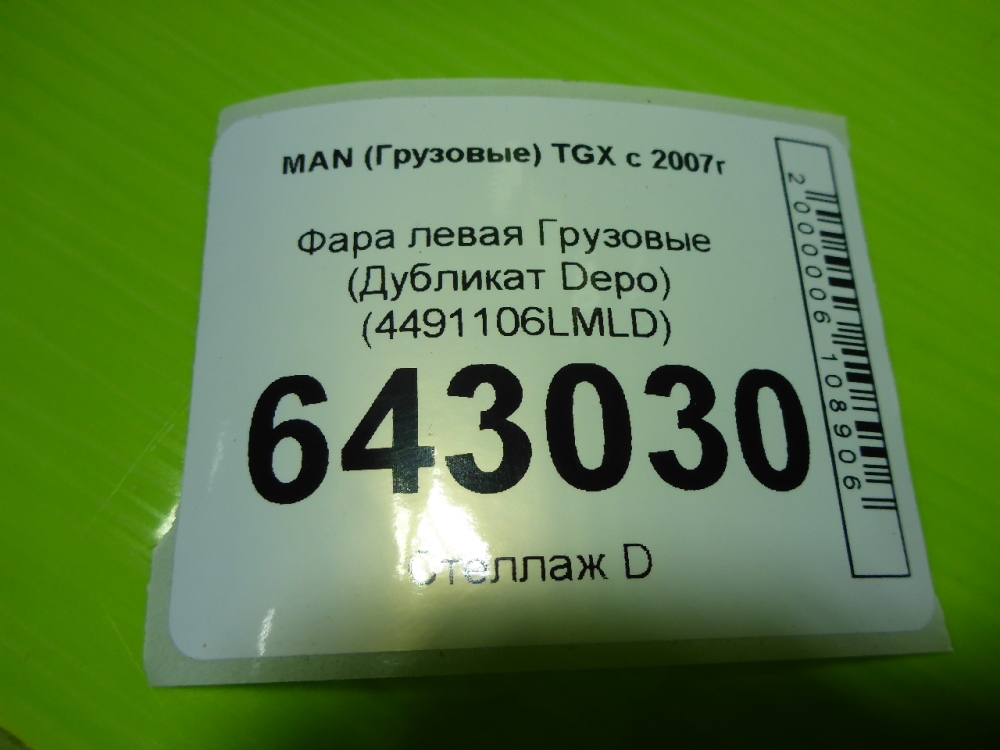 MAN (Грузовые) TGX с 2007г
Фара левая Грузовые
(Дубликат Depo)
(4491106LMLD)
643030
Стеллаж D
2000006108906